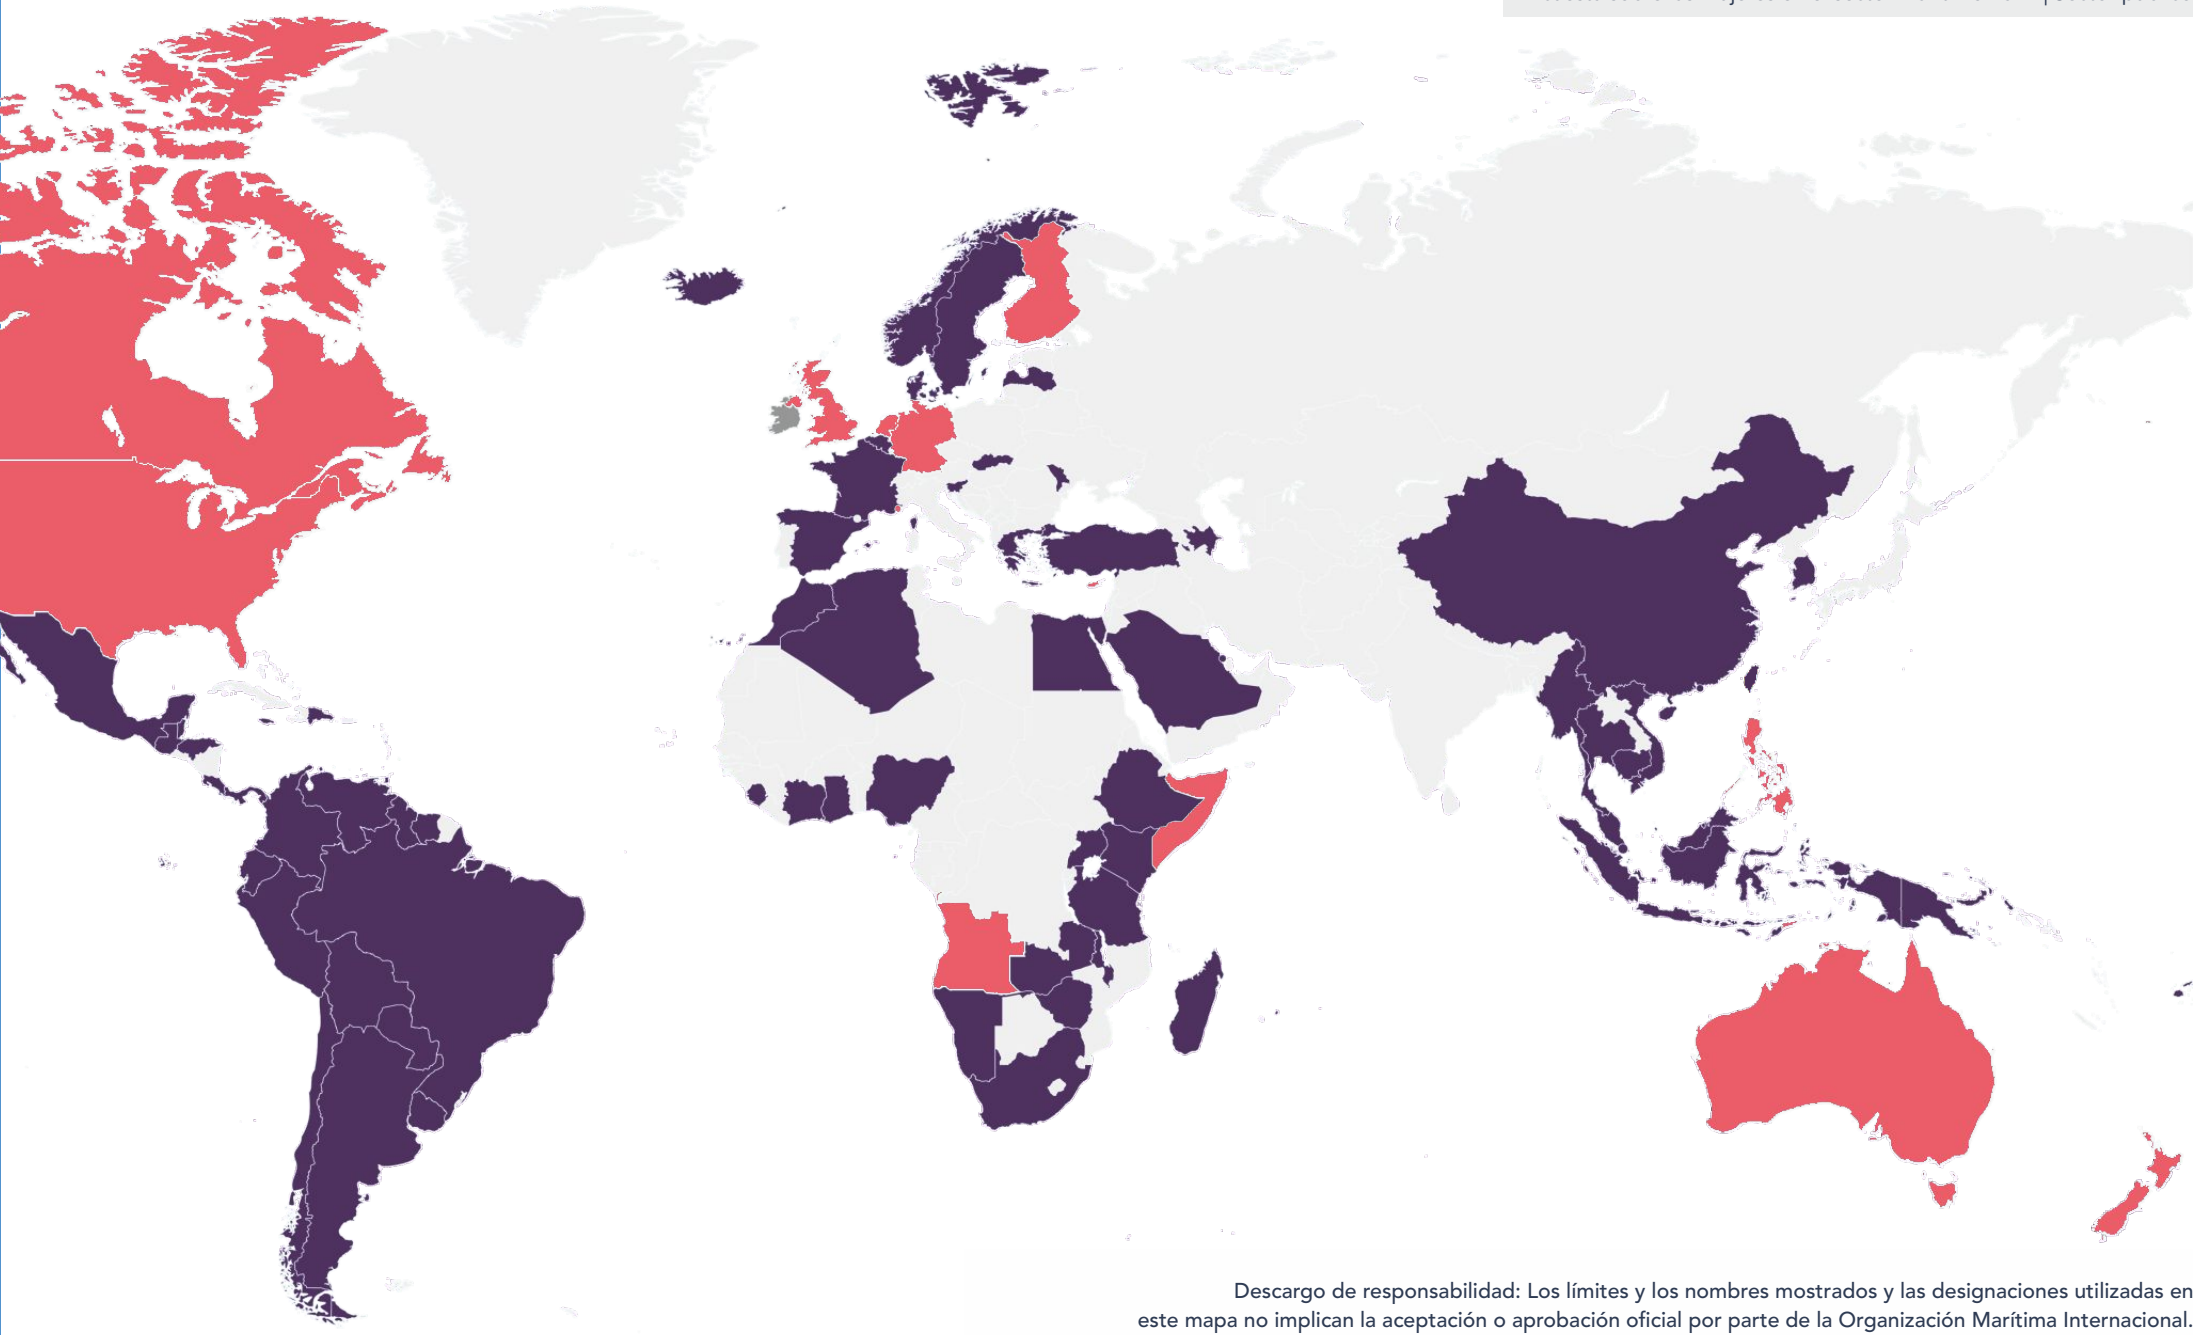 Descargo de responsabilidad: Los límites y los nombres mostrados y las designaciones utilizadas en
este mapa no implican la aceptación o aprobación oficial por parte de la Organización Marítima Internacional.